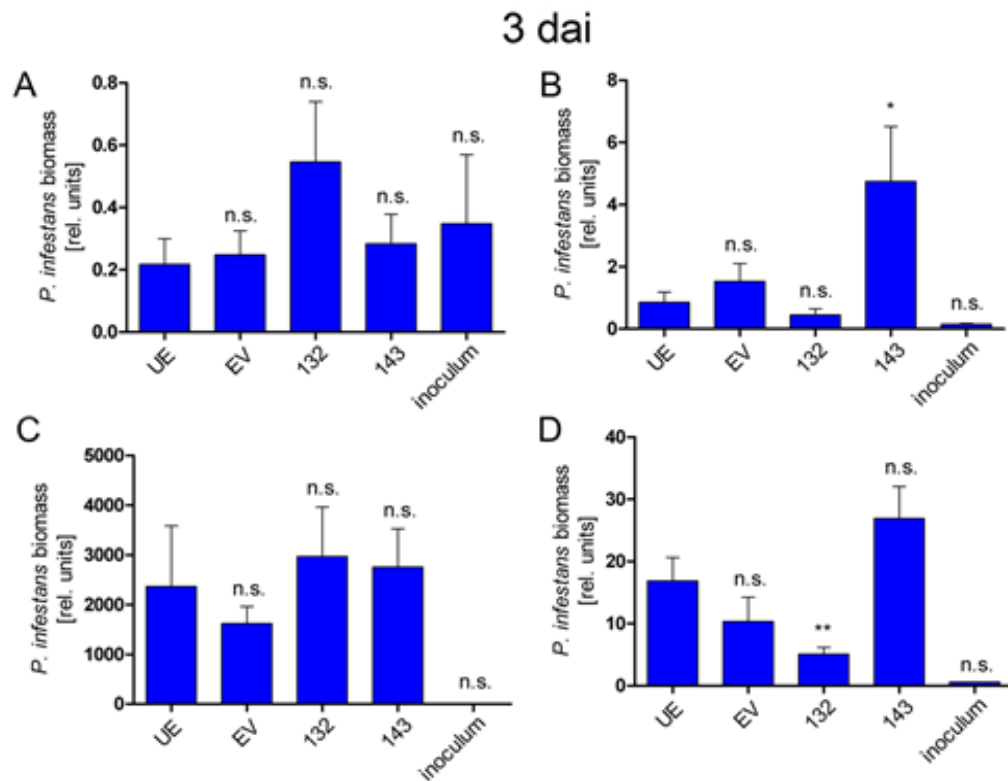 3 dai
A
P. infestans biomass
[rel. units]
0.8
0.6
0.4
0.2
0.0
n.s.
n.s.
n.s.
n.s.
UE
EV
132
143
inoculum
B
P. infestans biomass
[rel. units]
8
6
4
2
0
n.s.
n.s.
*
n.s.
UE
EV
132
143
inoculum
C
P. infestans biomass
[rel. units]
5000
4000
3000
2000
1000
0
n.s.
n.s.
n.s.
n.s.
UE
EV
132
143
inoculum
D
P. infestans biomass
[rel. units]
40
30
20
10
0
n.s.
**
n.s.
n.s.
UE
EV
132
143
inoculum